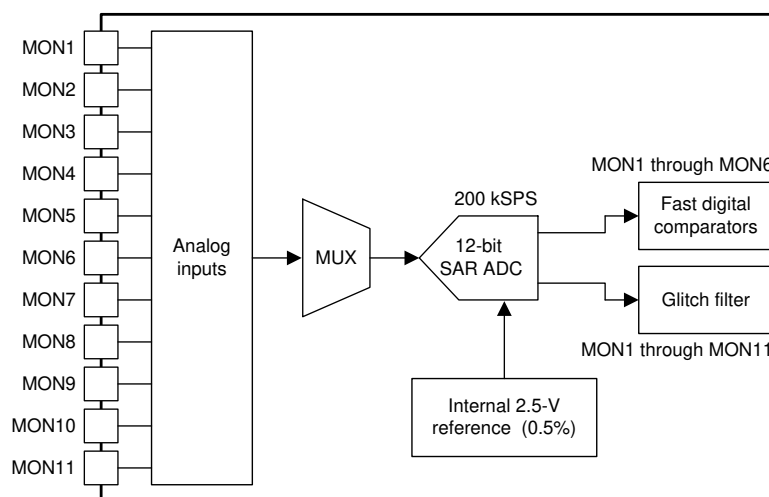 MON1
MON2
MON3
MON4
MON5
MON6
MON7
MON8
MON9
MON10
MON11
Analog
inputs
MUX
200 kSPS
12-bit
SAR ADC
Internal 2.5-V
reference (0.5%)
MON1 through MON6
Fast digital
comparators
Glitch filter
MON1 through MON11